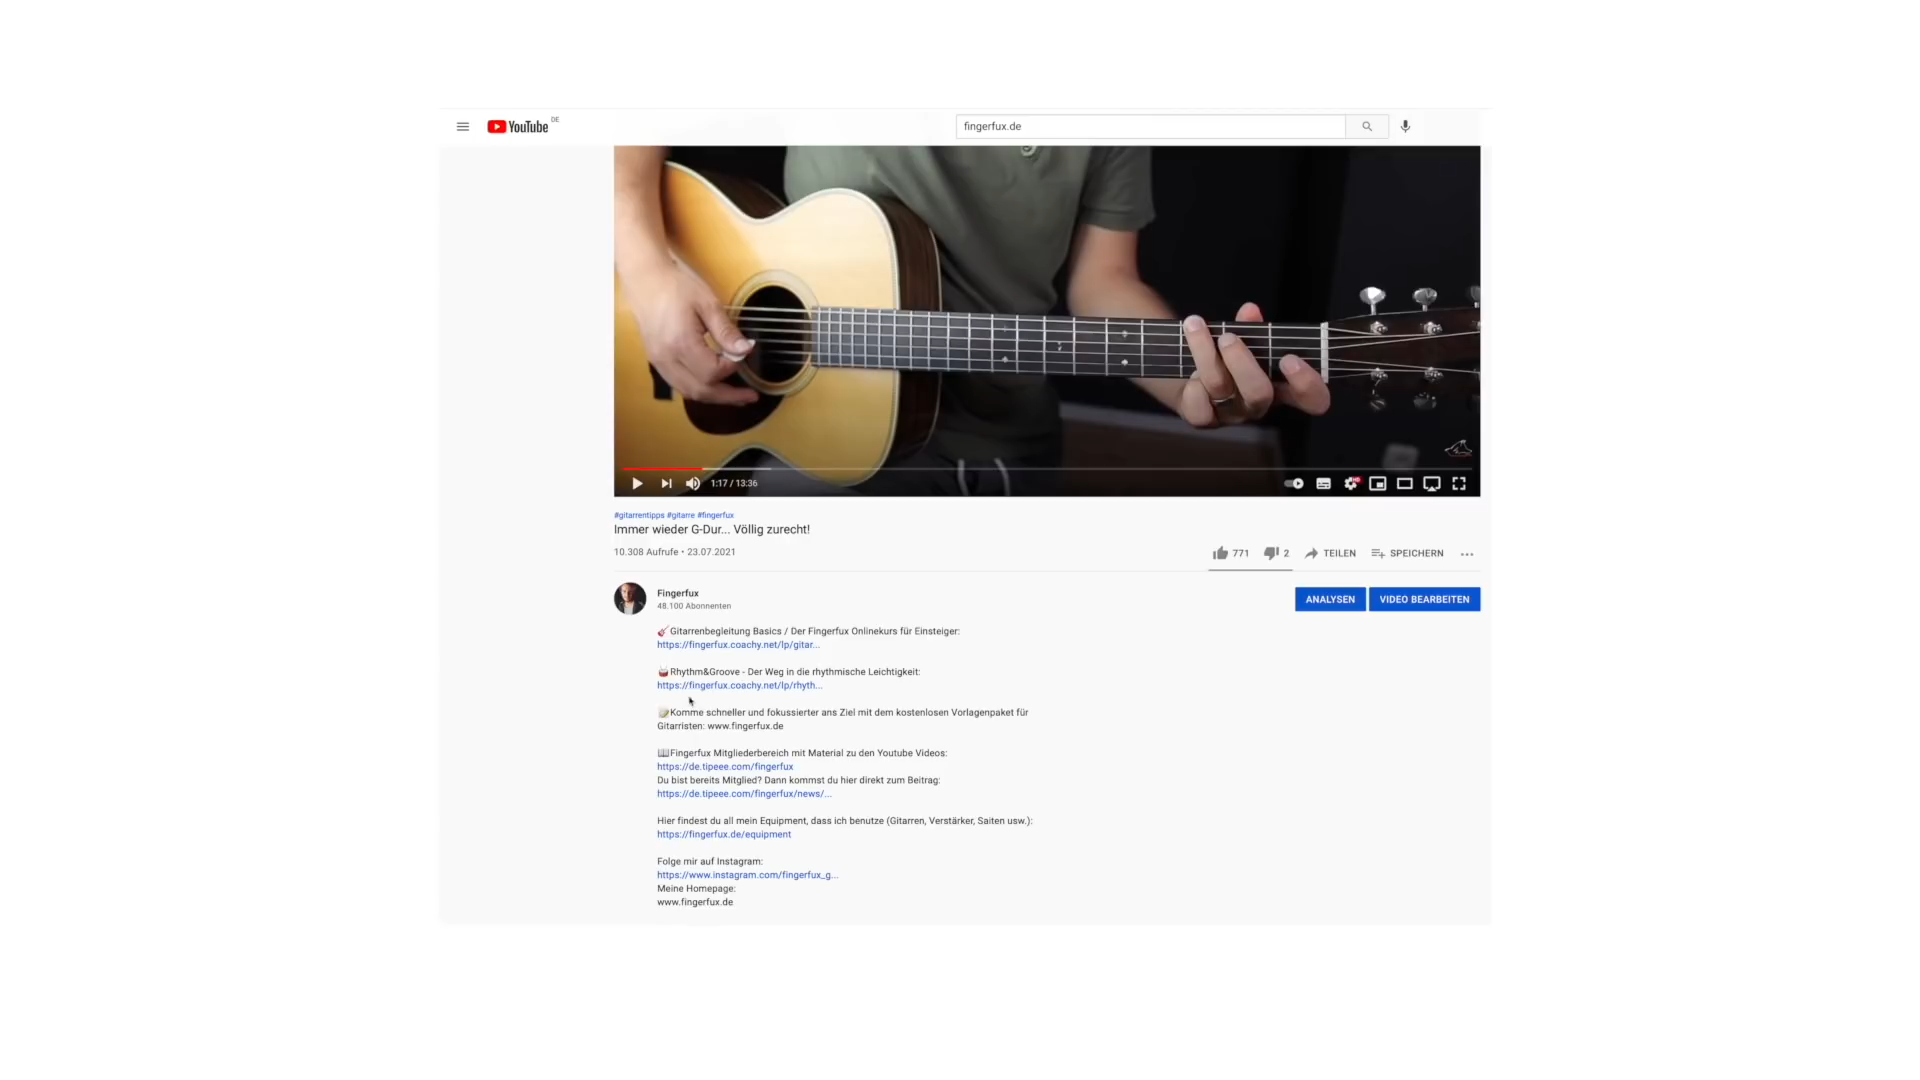 YouTube DE
fingerfux.de
1:17 / 13:36
#gitarrentipps #gitarre #fingerfux
Immer wieder G-Dur... Völlig zurecht!
10.308 Aufrufe • 23.07.2021
771
2
TEILEN
SPEICHERN
Fingerfux
48.100 Abonnenten
ANALYSEN
VIDEO BEARBEITEN
🎸Gitarrenbegleitung Basics / Der Fingerfux Onlinekurs für Einsteiger:
https://fingerfux.coachy.net/lp/gitar...
🥁Rhythm&Groove - Der Weg in die rhythmische Leichtigkeit:
https://fingerfux.coachy.net/lp/rhyth...
📝Komme schneller und fokussierter ans Ziel mit dem kostenlosen Vorlagenpaket für
Gitarristen: www.fingerfux.de
📖Fingerfux Mitgliederbereich mit Material zu den Youtube Videos:
https://de.tipeee.com/fingerfux
Du bist bereits Mitglied? Dann kommst du hier direkt zum Beitrag:
https://de.tipeee.com/fingerfux/news/...
Hier findest du all mein Equipment, dass ich benutze (Gitarren, Verstärker, Saiten usw.):
https://fingerfux.de/equipment
Folge mir auf Instagram:
https://www.instagram.com/fingerfux_g...
Meine Homepage:
www.fingerfux.de